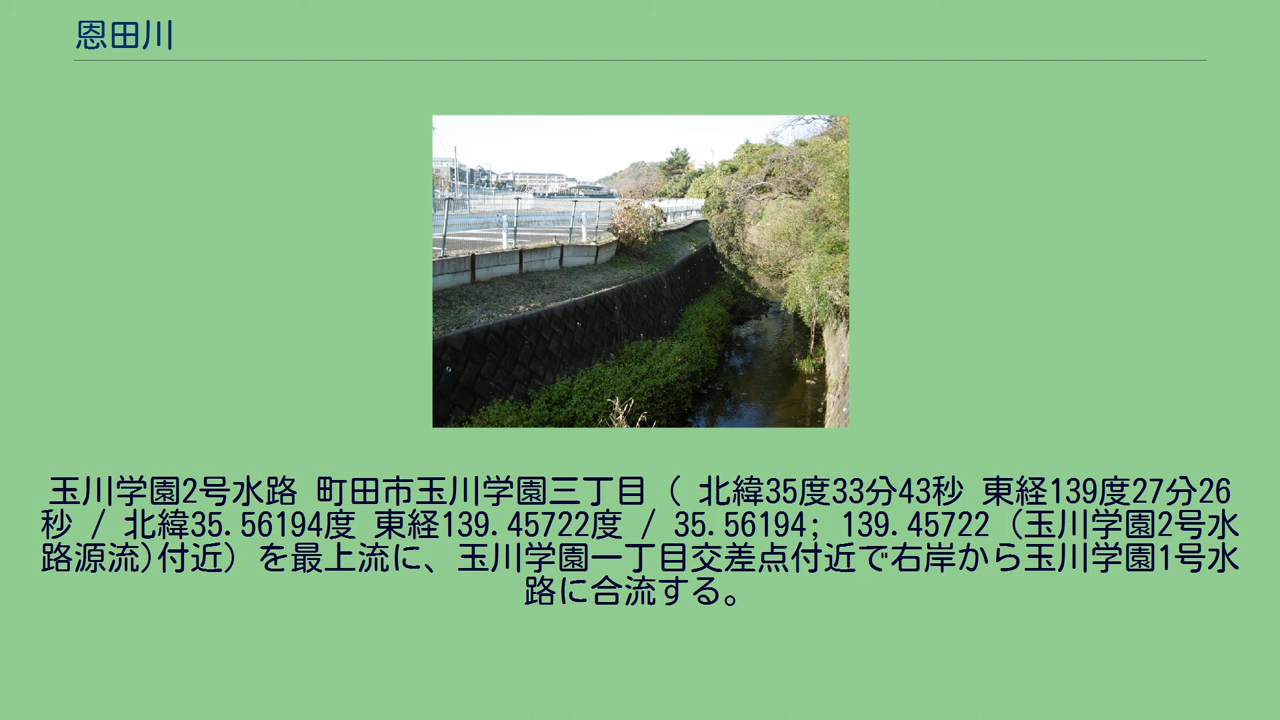 恩田川
玉川学園2号水路 町田市玉川学園三丁目（ 北緯35度33分43秒 東経139度27分26
秒 / 北緯35.56194度 東経139.45722度 / 35.56194; 139.45722（玉川学園2号水
路源流)付近）を最上流に、玉川学園一丁目交差点付近で右岸から玉川学園1号水
路に合流する。